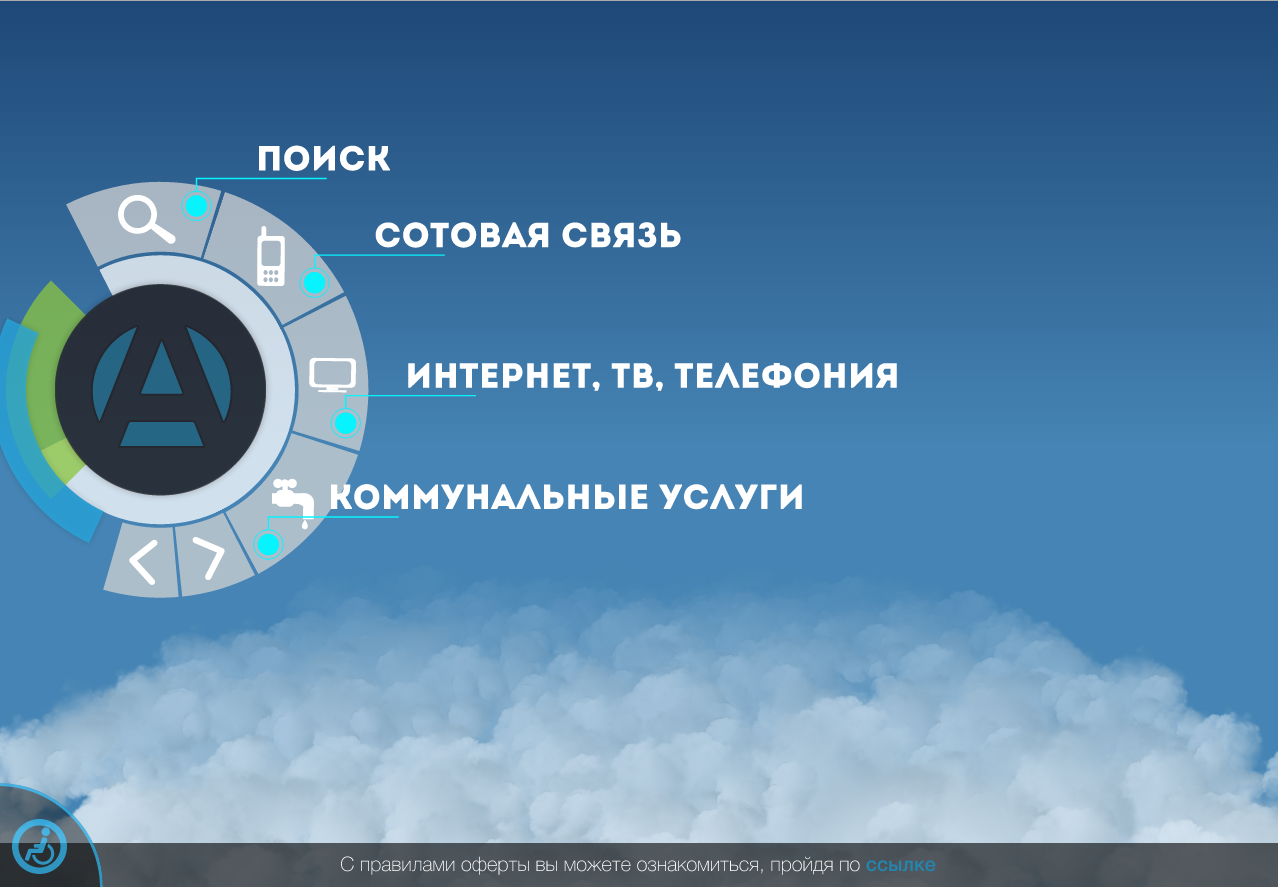 ПОИСК
СОТОВАЯ СВЯЗЬ
ИНТЕРНЕТ, ТВ, ТЕЛЕФОНИЯ
КОММУНАЛЬНЫЕ УСЛУГИ
С правилами оферты вы можете ознакомиться, пройдя по ссылке